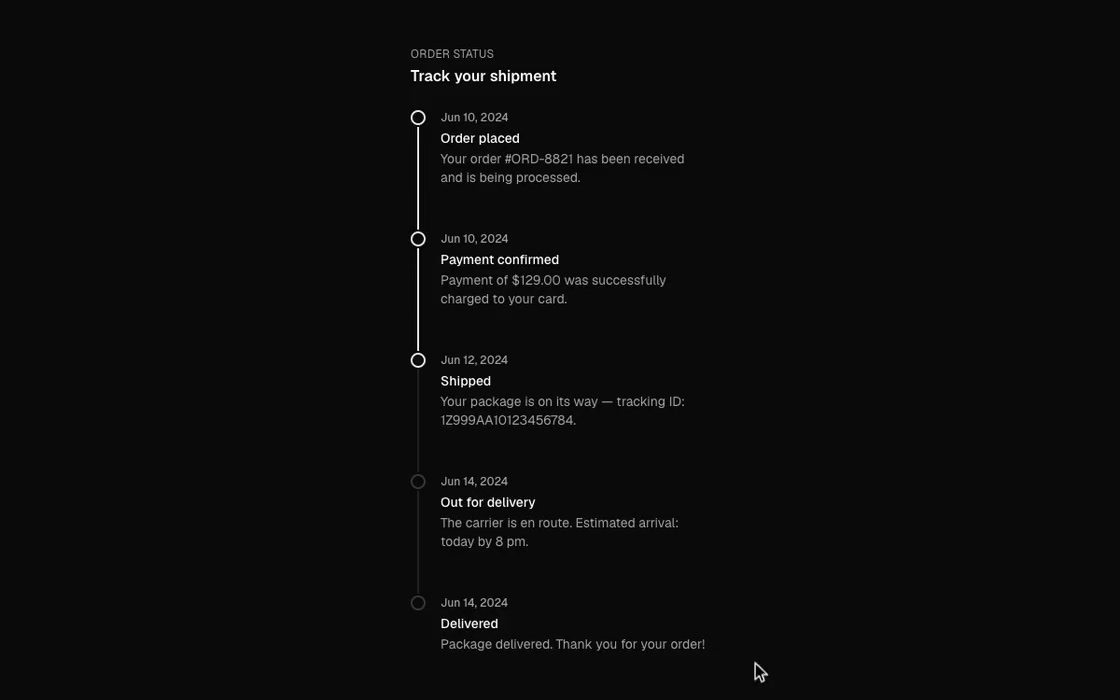 ORDER STATUS
Track your shipment
Jun 10, 2024
Order placed
Your order #ORD-8821 has been received
and is being processed.
Jun 10, 2024
Payment confirmed
Payment of $129.00 was successfully
charged to your card.
Jun 12, 2024
Shipped
Your package is on its way — tracking ID:
1Z999AA10123456784.
Jun 14, 2024
Out for delivery
The carrier is en route. Estimated arrival:
today by 8 pm.
Jun 14, 2024
Delivered
Package delivered. Thank you for your order!